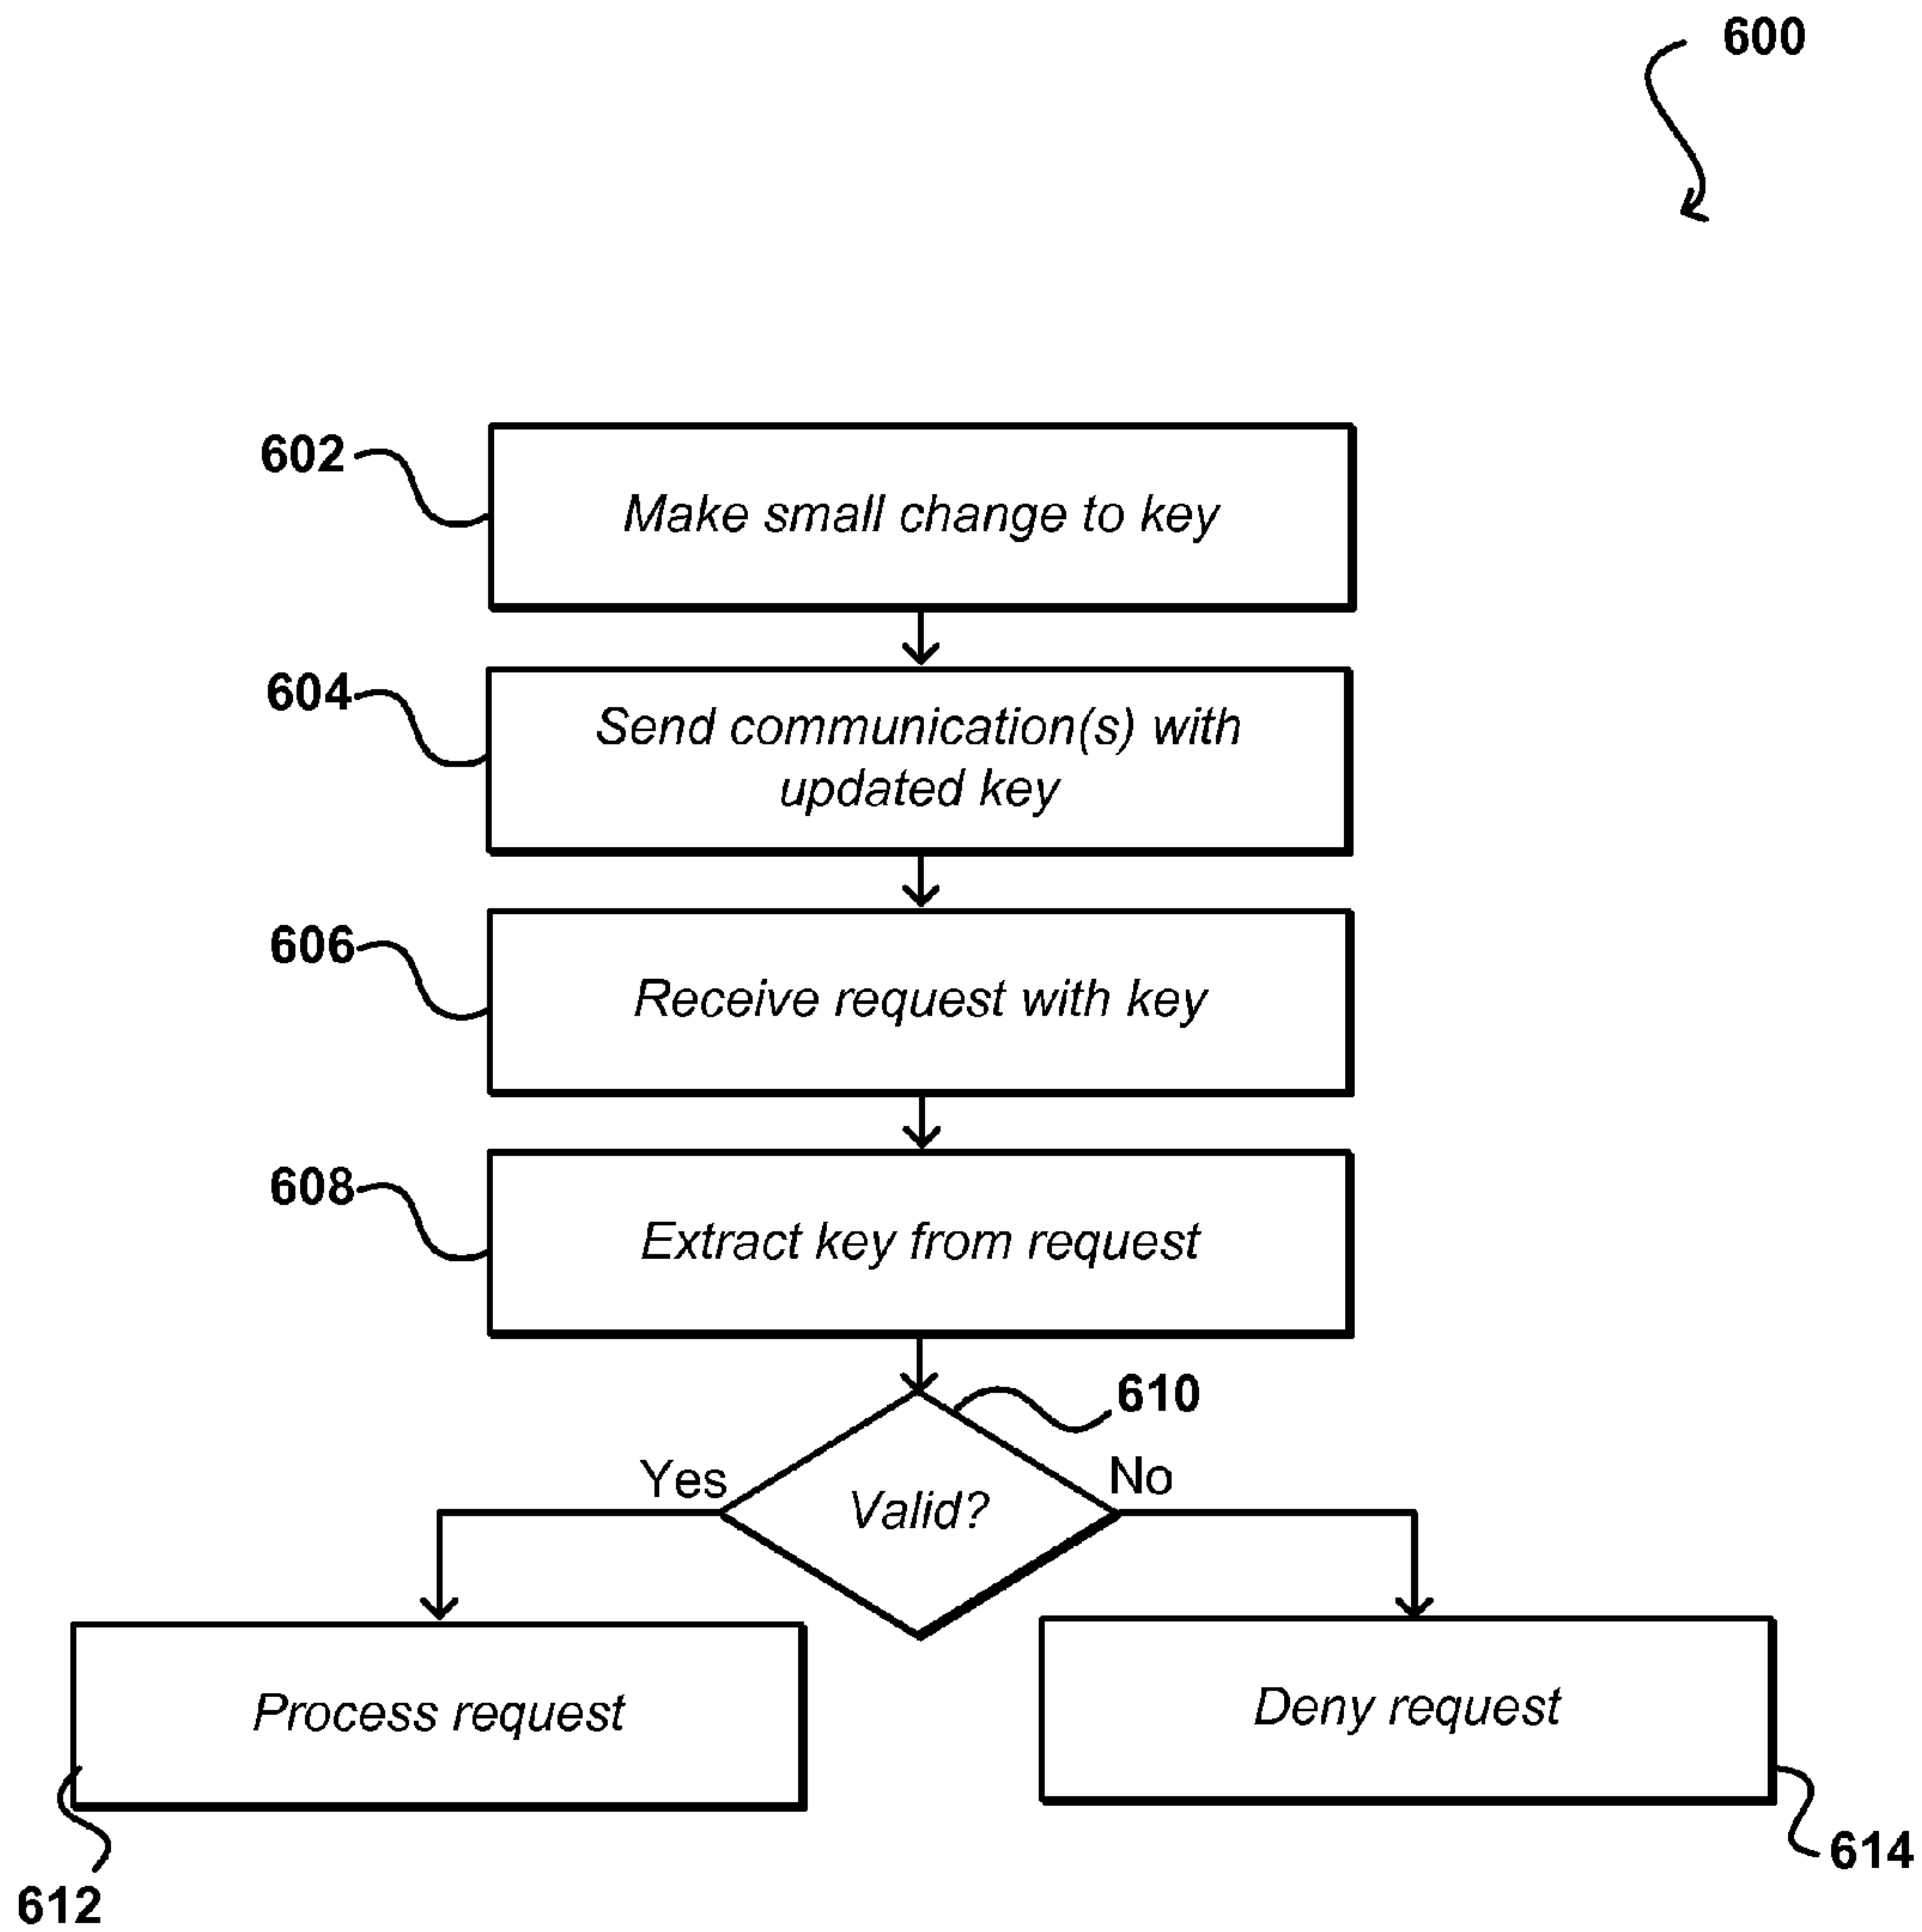 600
602
Make small change to key
604
Send communication(s) with
updated key
606
Receive request with key
608
Extract key from request
610
Yes
No
Valid?
Process request
Deny request
612
614